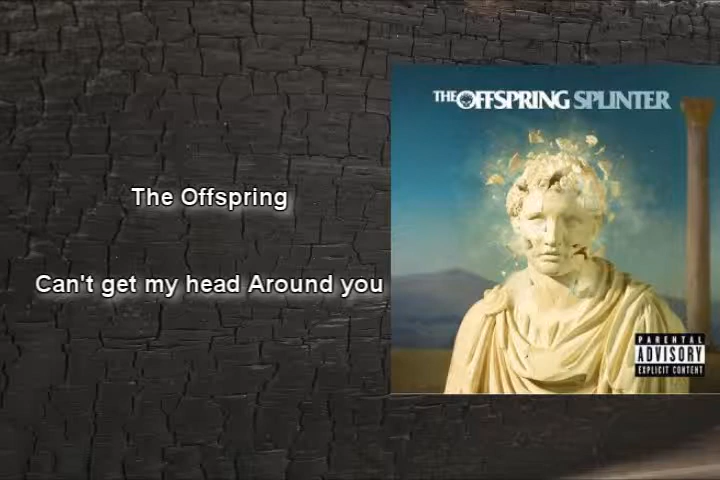 THE OFFSPRING SPLINTER
The Offspring
Can't get my head Around you
PARENTAL
ADVISORY
EXPLICIT CONTENT